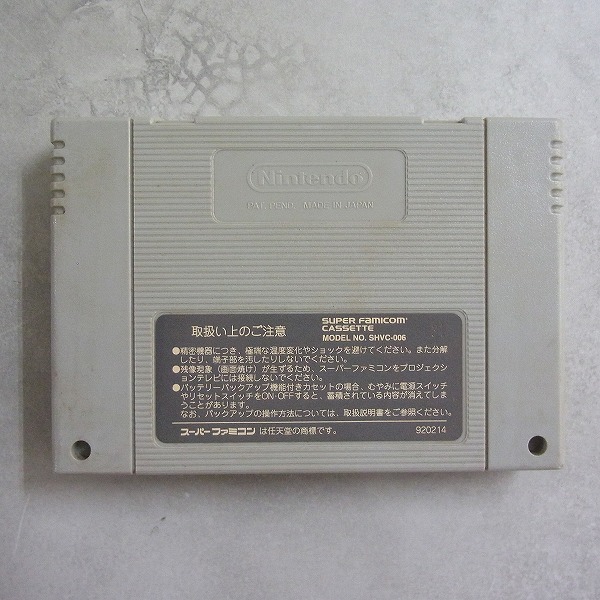 Nintendo
PAT. PEND. MADE IN JAPAN
取扱い上のご注意
SUPER FAMICOM
CASSETTE
MODEL NO. SHVC-006
●精密機器につき、極端な温度変化やショックを避けてください。また分解
したり、端子部を汚したりしないでください。
●残像現象（画面焼け）が生ずるため、スーパーファミコンをプロジェクシ
ョンテレビには接続しないでください。
●バッテリーバックアップ機能付きカセットの場合、むやみに電源スイッチ
やリセットスイッチをON・OFFすると、蓄積されている内容が消えてしま
うことがあります。
なお、バックアップの操作方法については、取扱説明書をご参照ください。
スーパーファミコン は任天堂の商標です。 920214